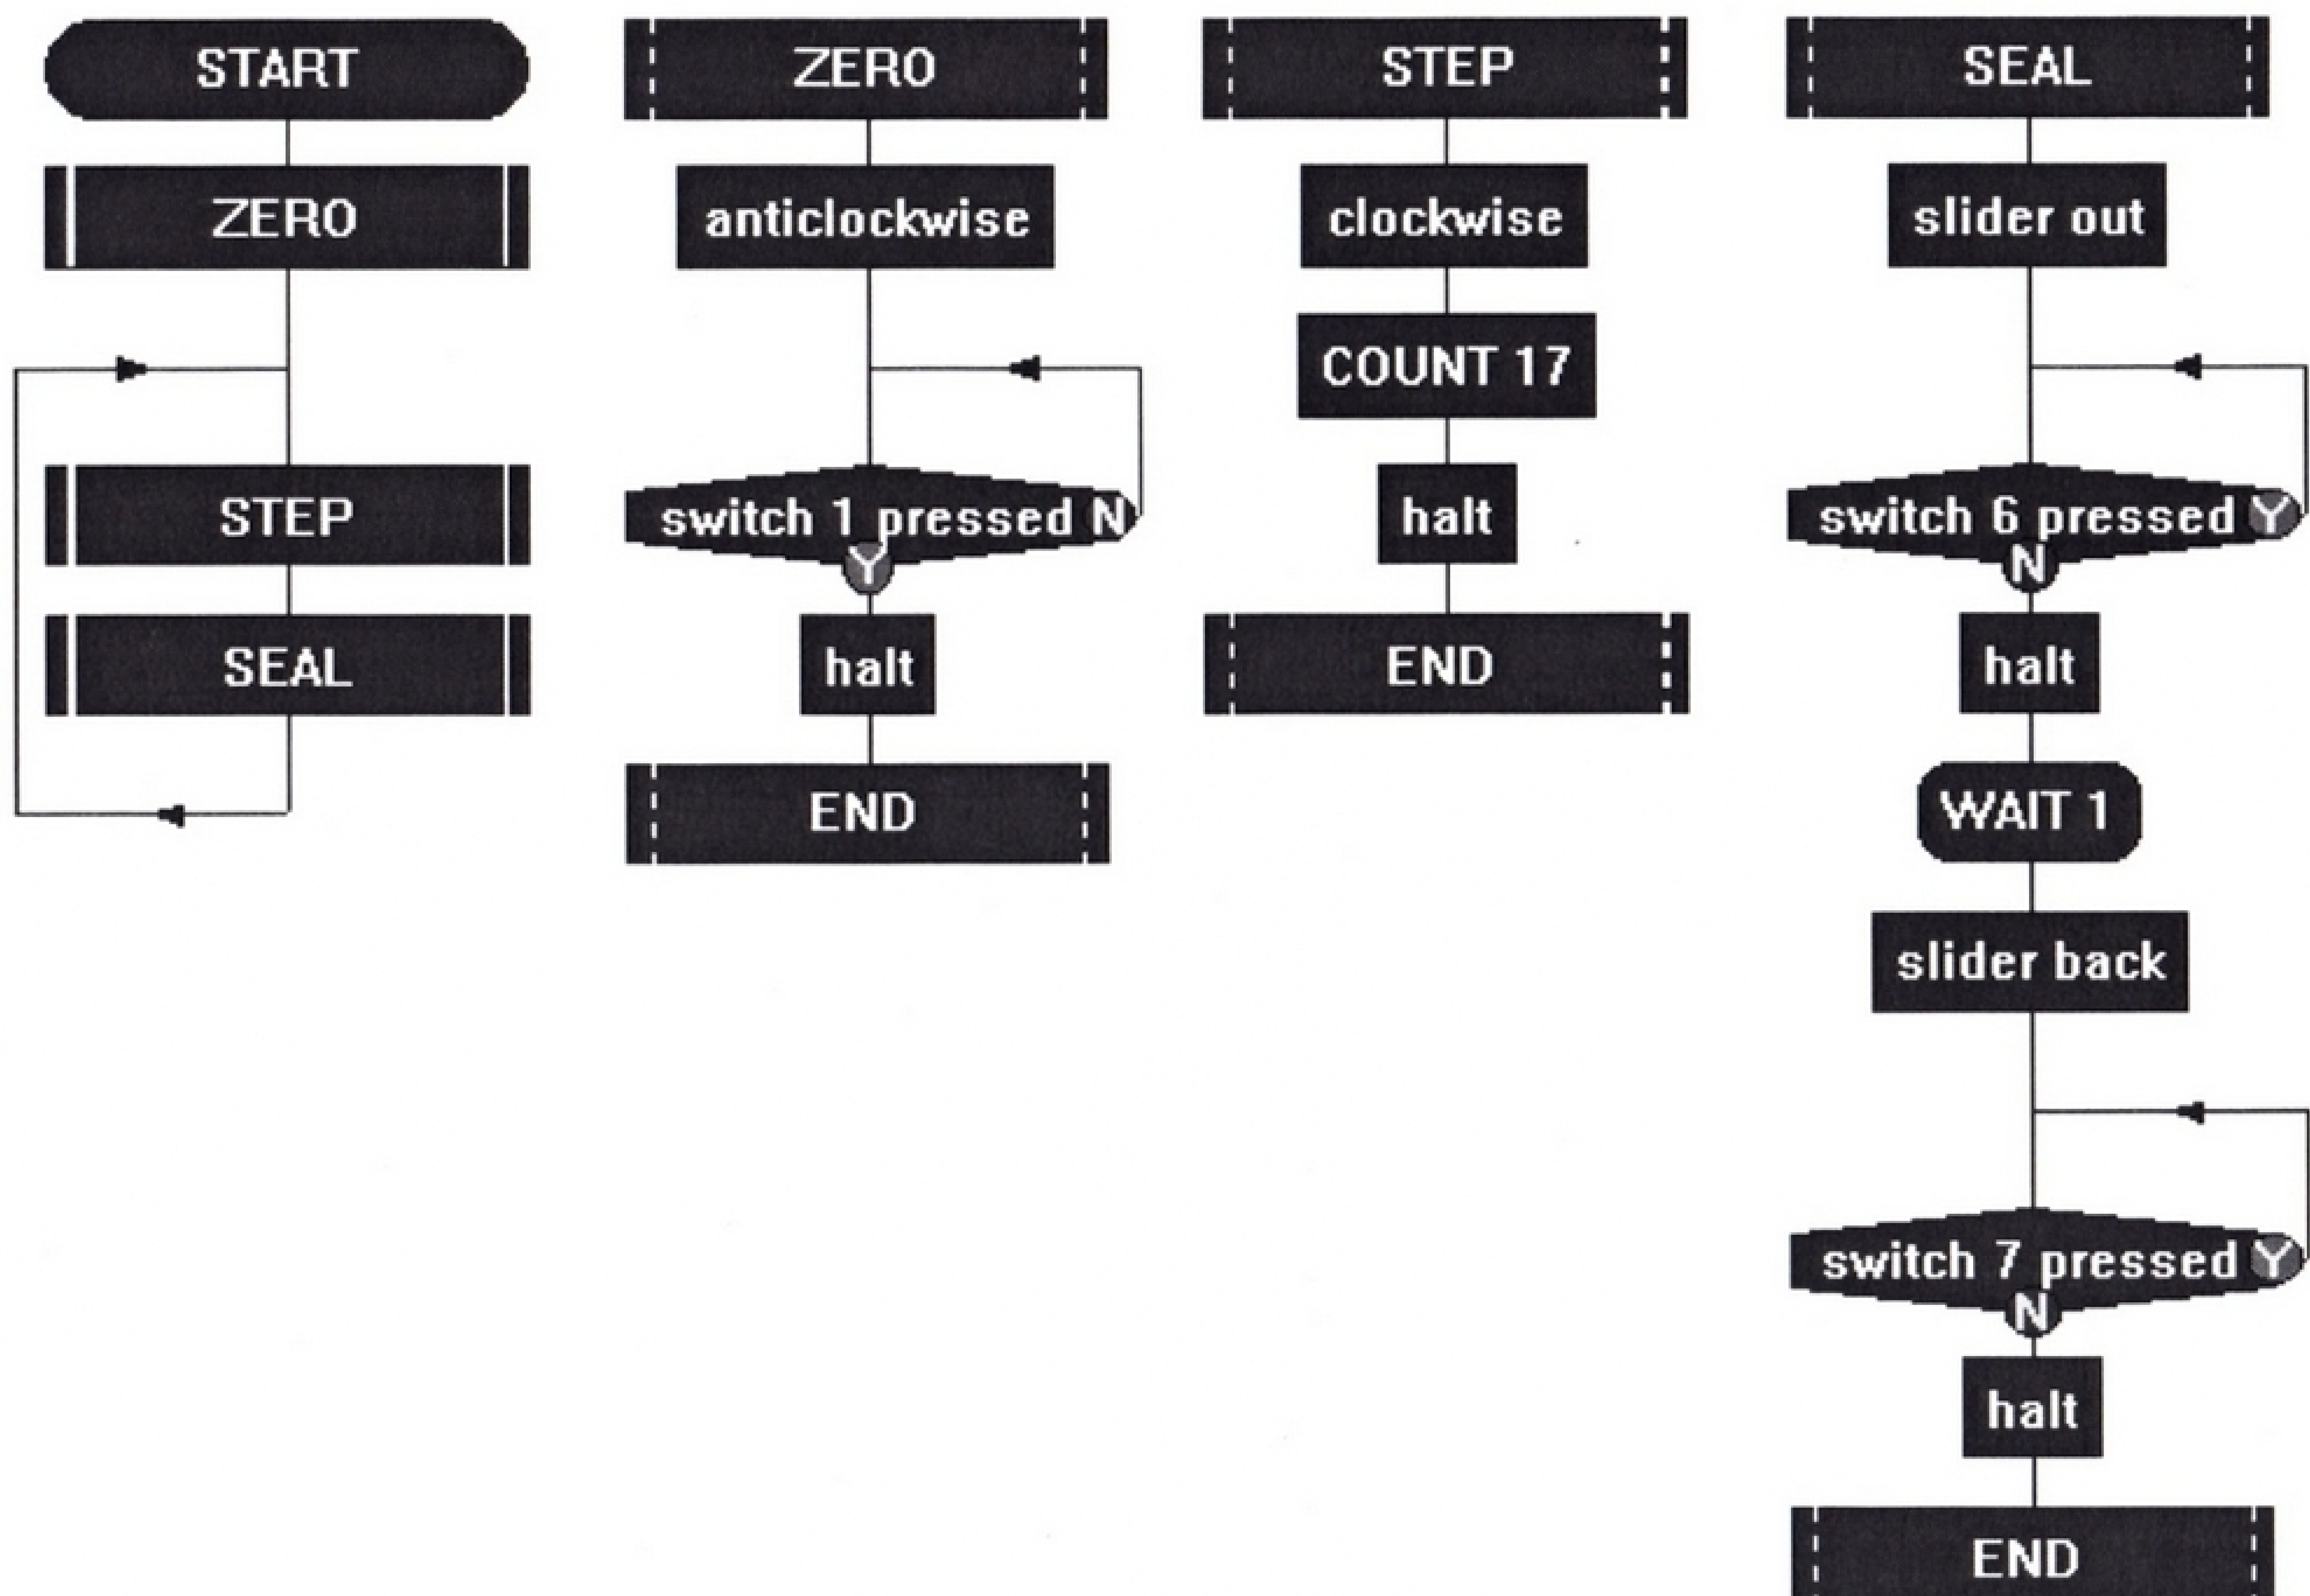 START
ZERO
STEP
SEAL
ZERO
anticlockwise
switch 1 pressed N
Y
halt
END
STEP
clockwise
COUNT 17
halt
END
SEAL
slider out
switch 6 pressed Y
N
halt
WAIT 1
slider back
switch 7 pressed Y
N
halt
END